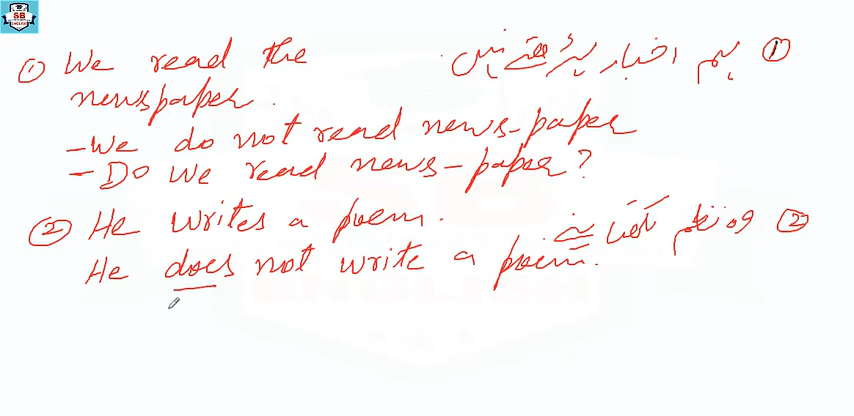 SB
ENGLISH
① We read the
newspaper.
ہم اخبار پڑھتے ہیں ①
- We do not read news-paper
- Do we read news-paper?
② He writes a poem.
وہ نظم لکھتا ہے ②
He does not write a poem.